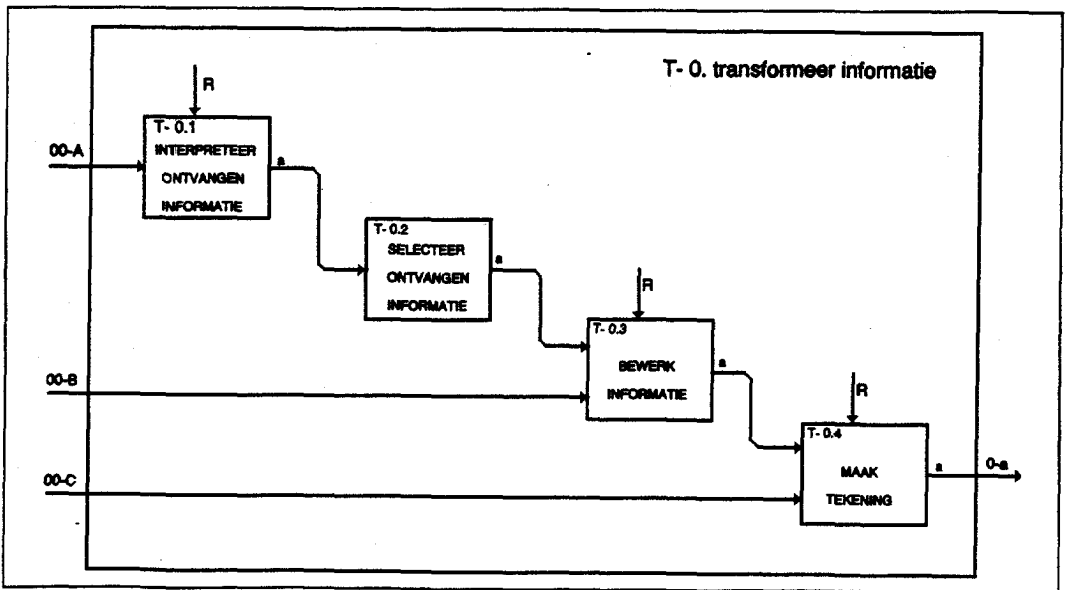 T- 0. transformeer informatie
R
T- 0.1
00-A
INTERPRETEER
ONTVANGEN
INFORMATIE
a
T- 0.2
SELECTEER
ONTVANGEN
INFORMATIE
a
R
T- 0.3
BEWERK
INFORMATIE
a
00-B
R
T- 0.4
MAAK
TEKENING
a
0-a
00-C